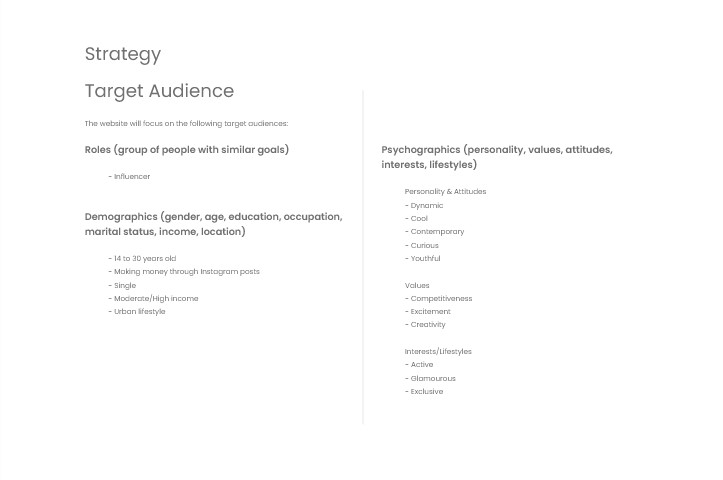 Strategy
Target Audience
The website will focus on the following target audiences:
Roles (group of people with similar goals)
- Influencer
Demographics (gender, age, education, occupation,
marital status, income, location)
- 14 to 30 years old
- Making money through Instagram posts
- Single
- Moderate/High income
- Urban lifestyle
Psychographics (personality, values, attitudes,
interests, lifestyles)
Personality & Attitudes
- Dynamic
- Cool
- Contemporary
- Curious
- Youthful
Values
- Competitiveness
- Excitement
- Creativity
Interests/Lifestyles
- Active
- Glamourous
- Exclusive